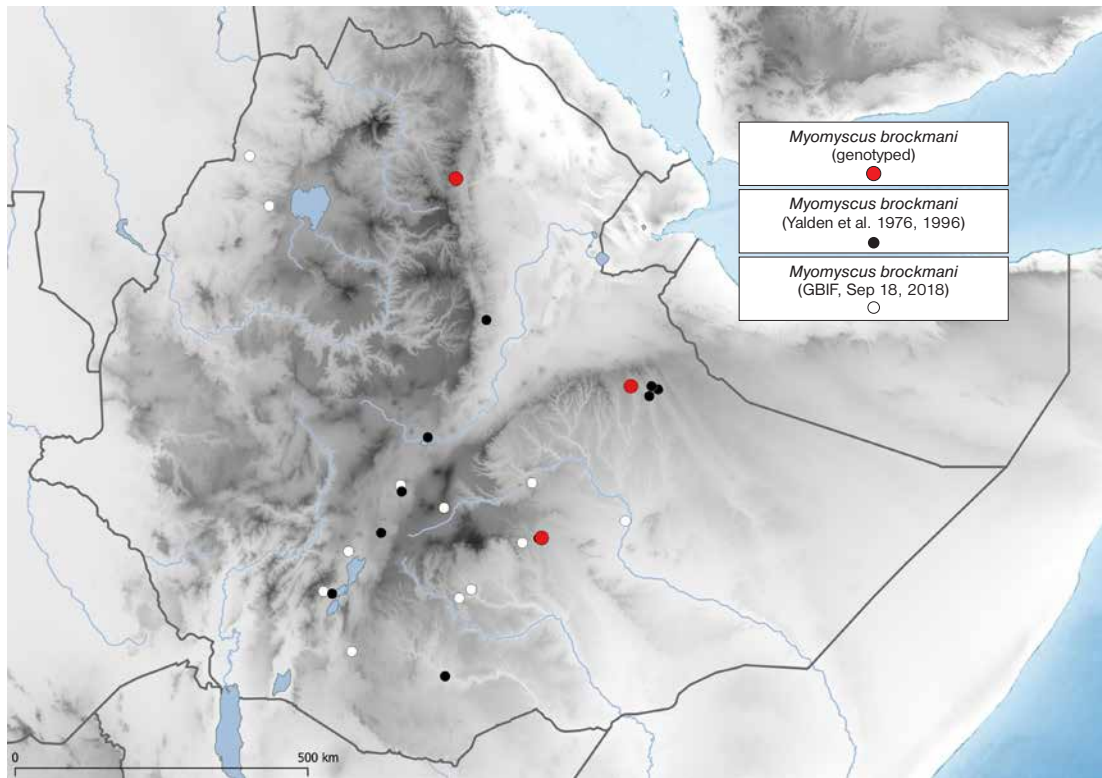 Myomyscus brockmani
(genotyped)
Myomyscus brockmani
(Yalden et al. 1976, 1996)
Myomyscus brockmani
(GBIF, Sep 18, 2018)
0 500 km